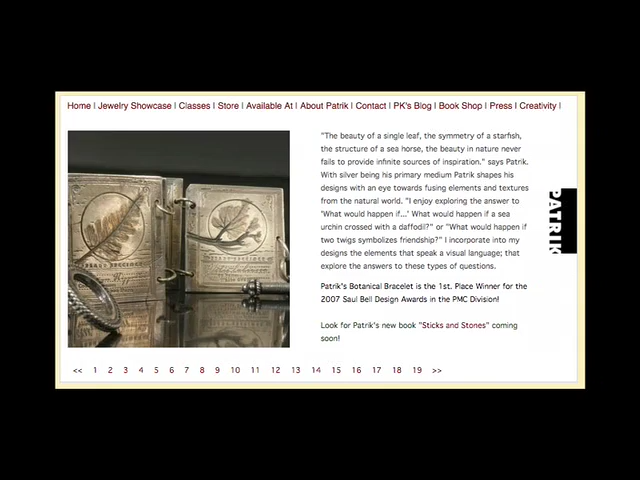 Home | Jewelry Showcase | Classes | Store | Available At | About Patrik | Contact | PK's Blog | Book Shop | Press | Creativity |
"The beauty of a single leaf, the symmetry of a starfish,
the structure of a sea horse, the beauty in nature never
fails to provide infinite sources of inspiration." says Patrik.
With silver being his primary medium Patrik shapes his
designs with an eye towards fusing elements and textures
from the natural world. "I enjoy exploring the answer to
'What would happen if...' What would happen if a sea
urchin crossed with a daffodil?" or "What would happen if
two twigs symbolizes friendship?" I incorporate into my
designs the elements that speak a visual language; that
explore the answers to these types of questions.
Patrik's Botanical Bracelet is the 1st. Place Winner for the
2007 Saul Bell Design Awards in the PMC Division!
Look for Patrik's new book "Sticks and Stones" coming
soon!
PATRIK
<< 1 2 3 4 5 6 7 8 9 10 11 12 13 14 15 16 17 18 19 >>